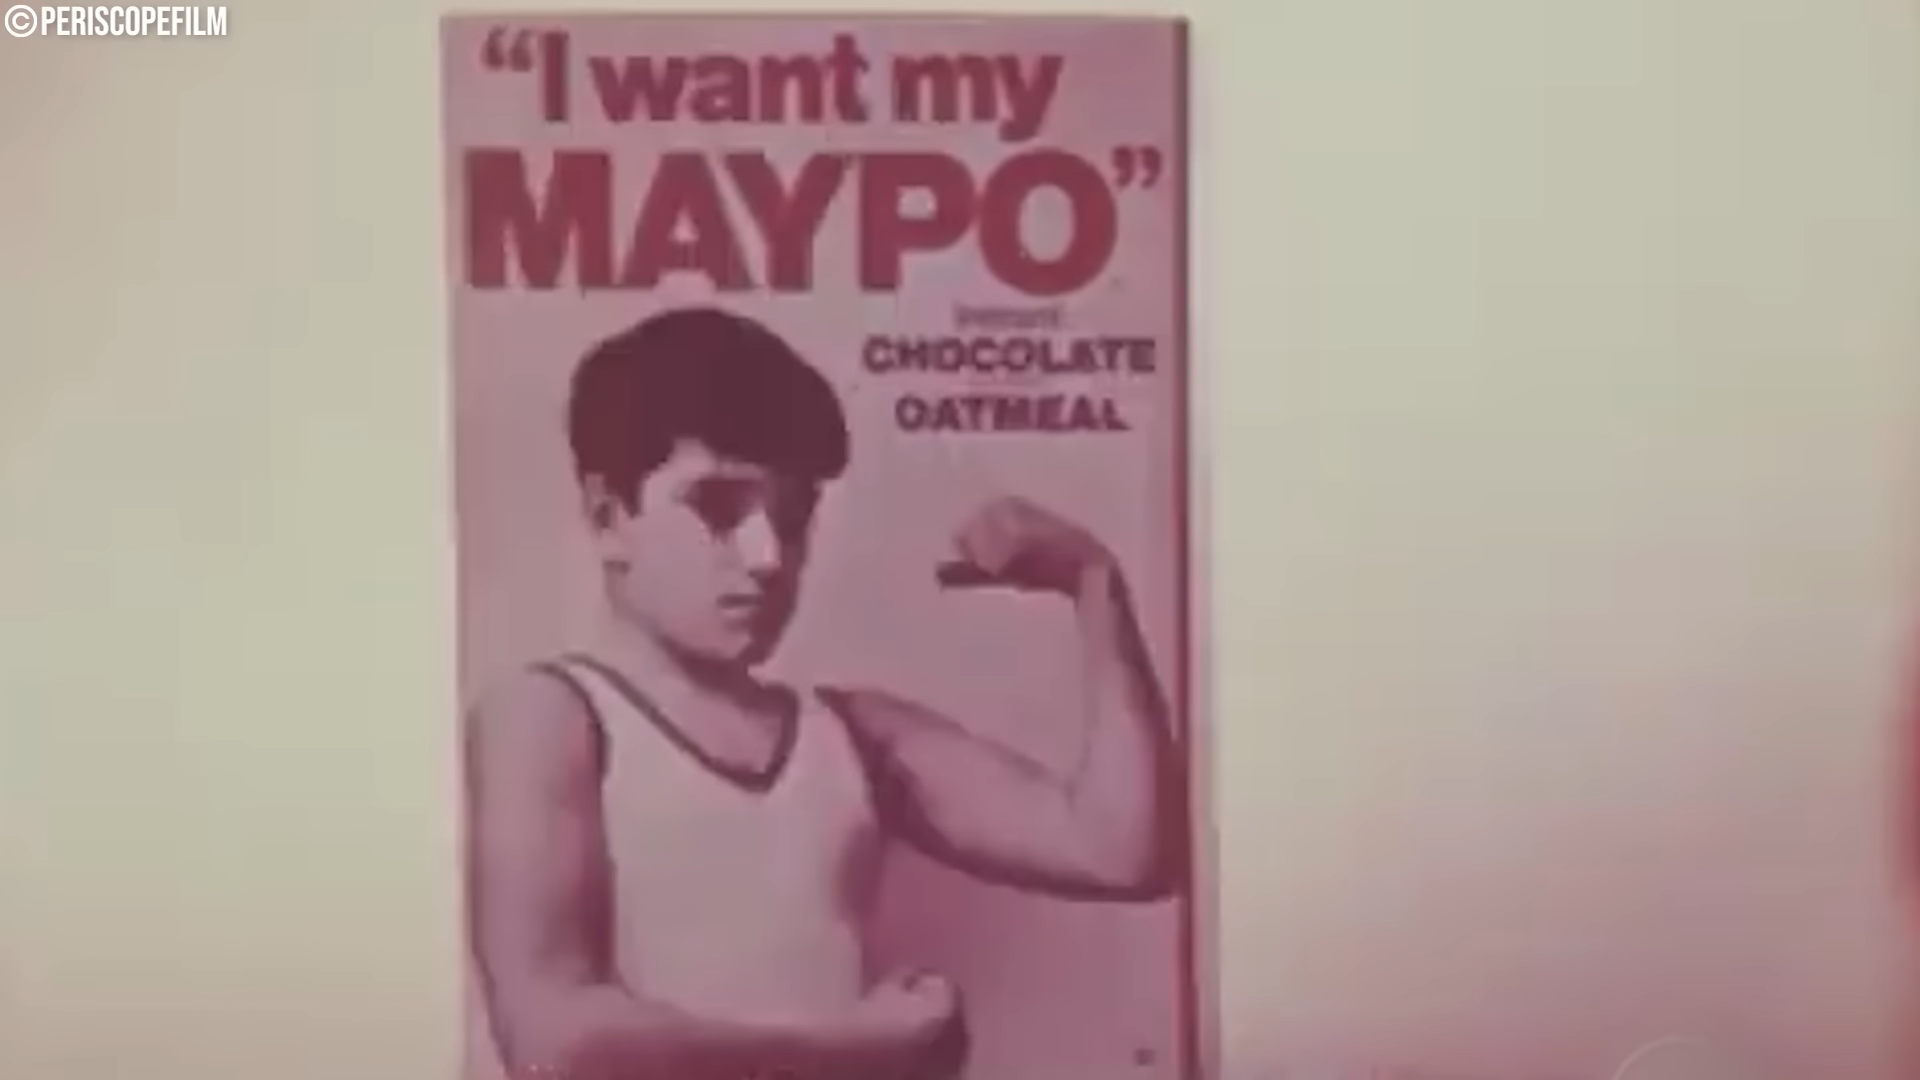 ©PERISCOPEFILM
“I want my
MAYPO”
CHOCOLATE
OATMEAL